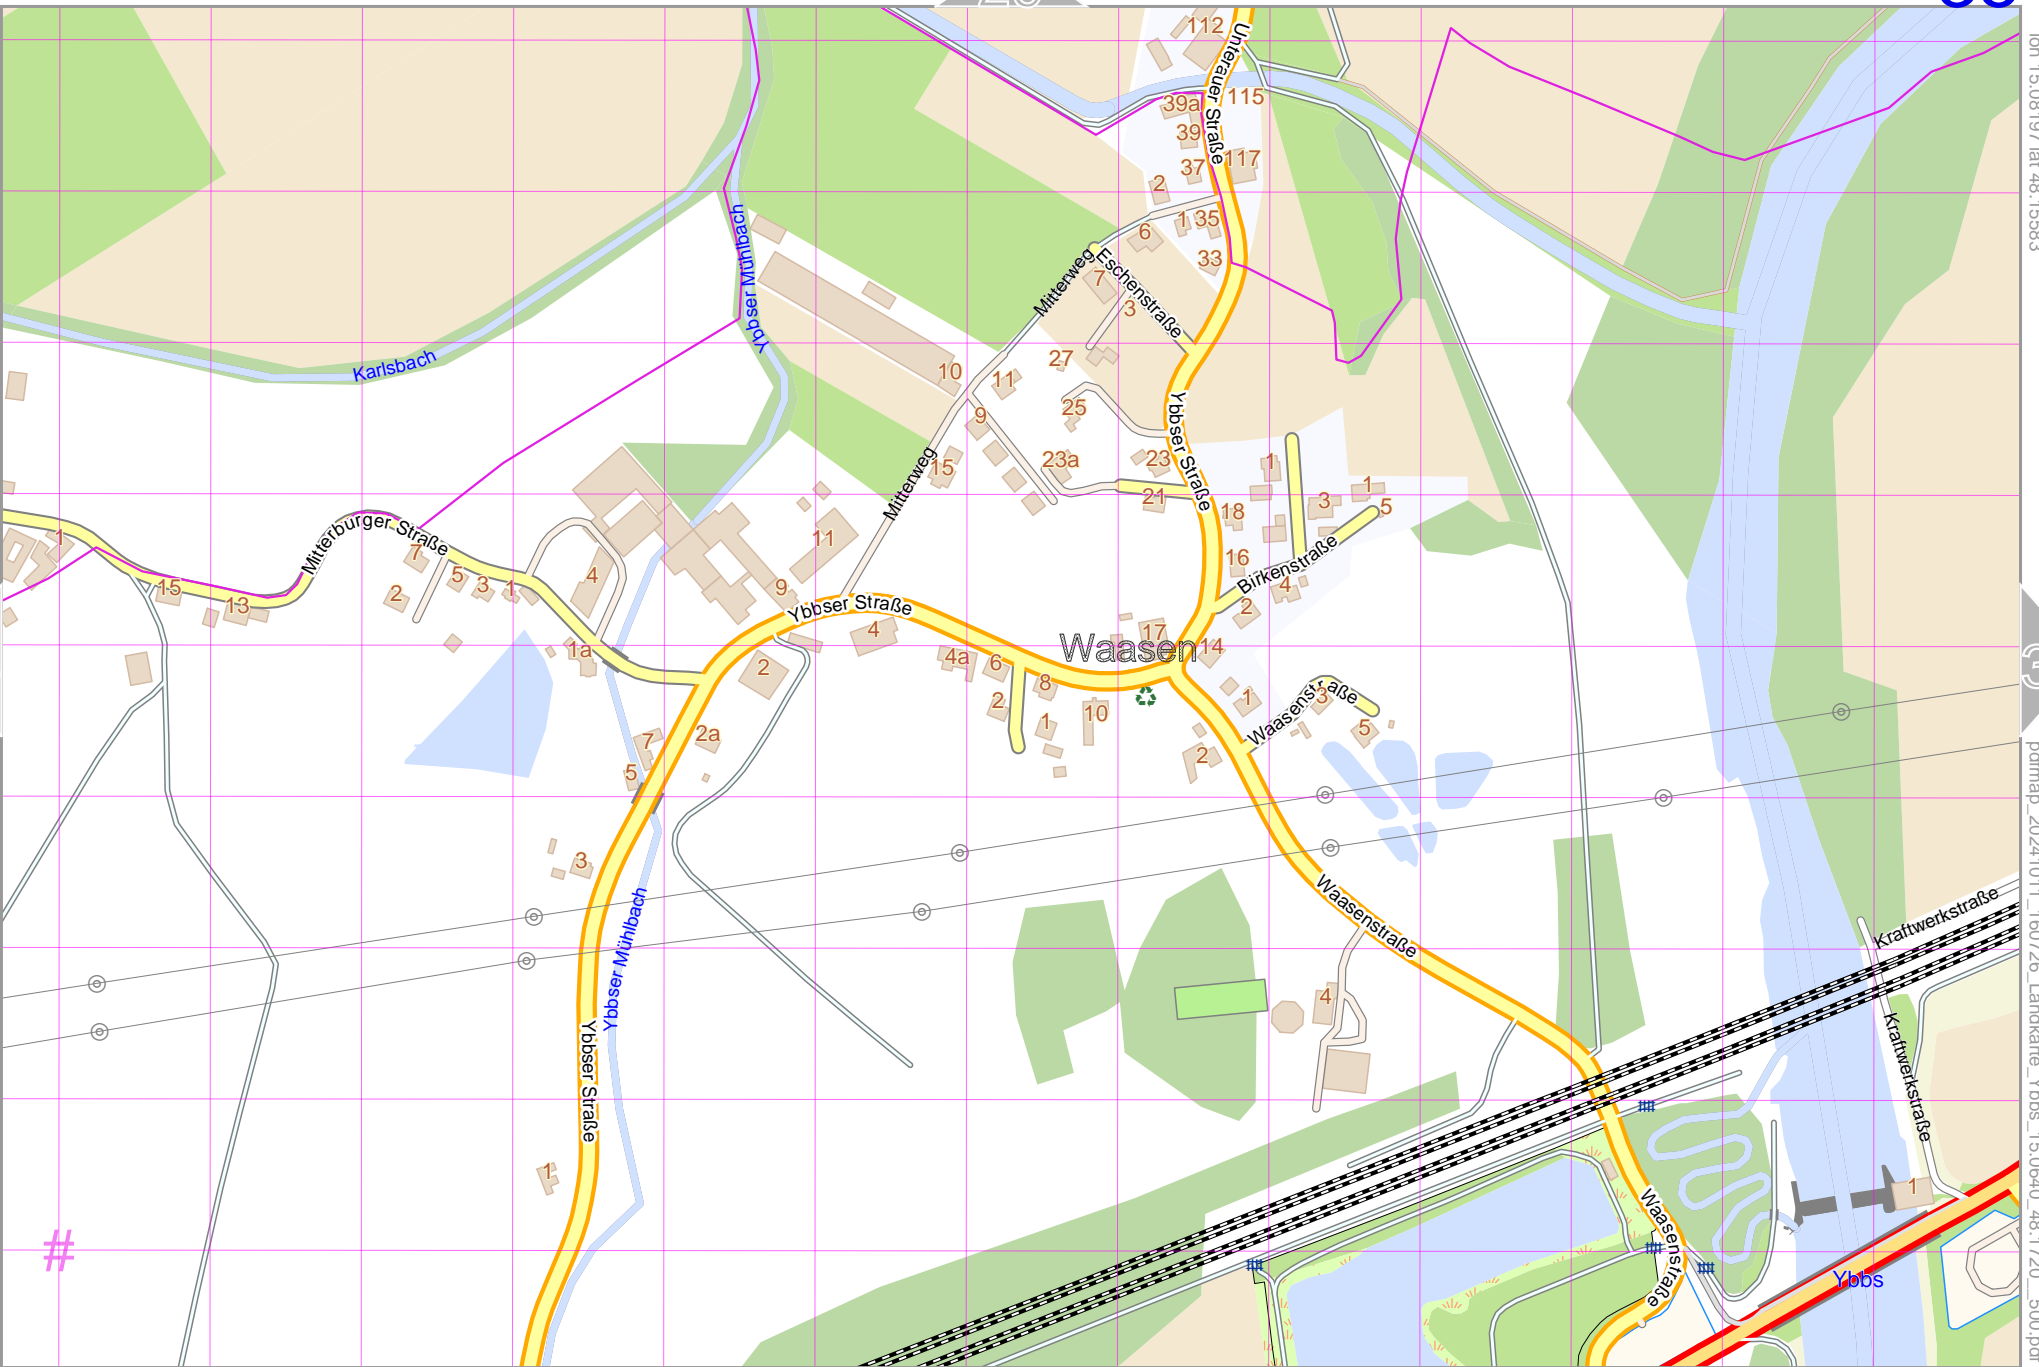 112
Unterauer Straße
39a
115
39
37
117
2
1
35
6
33
Ybbser Mühlbach
Mitterweg
Eschenstraße
7
3
Karlsbach
27
10
11
25
9
Ybbser Straße
Mitterweg
15
23a
23
21
1
1
3
5
18
16
Birkenstraße
4
2
Mitterburger Straße
1
7
5
3
1
2
15
13
4
11
9
Ybbser Straße
4
17
Waasen
14
1a
2
4a
6
8
2
1
10
1
Waasenstraße
3
5
2
7
2a
5
3
Ybbser Mühlbach
Ybbser Straße
1
Waasenstraße
4
Kraftwerkstraße
Kraftwerkstraße
Waasenstraße
1
Ybbs
#